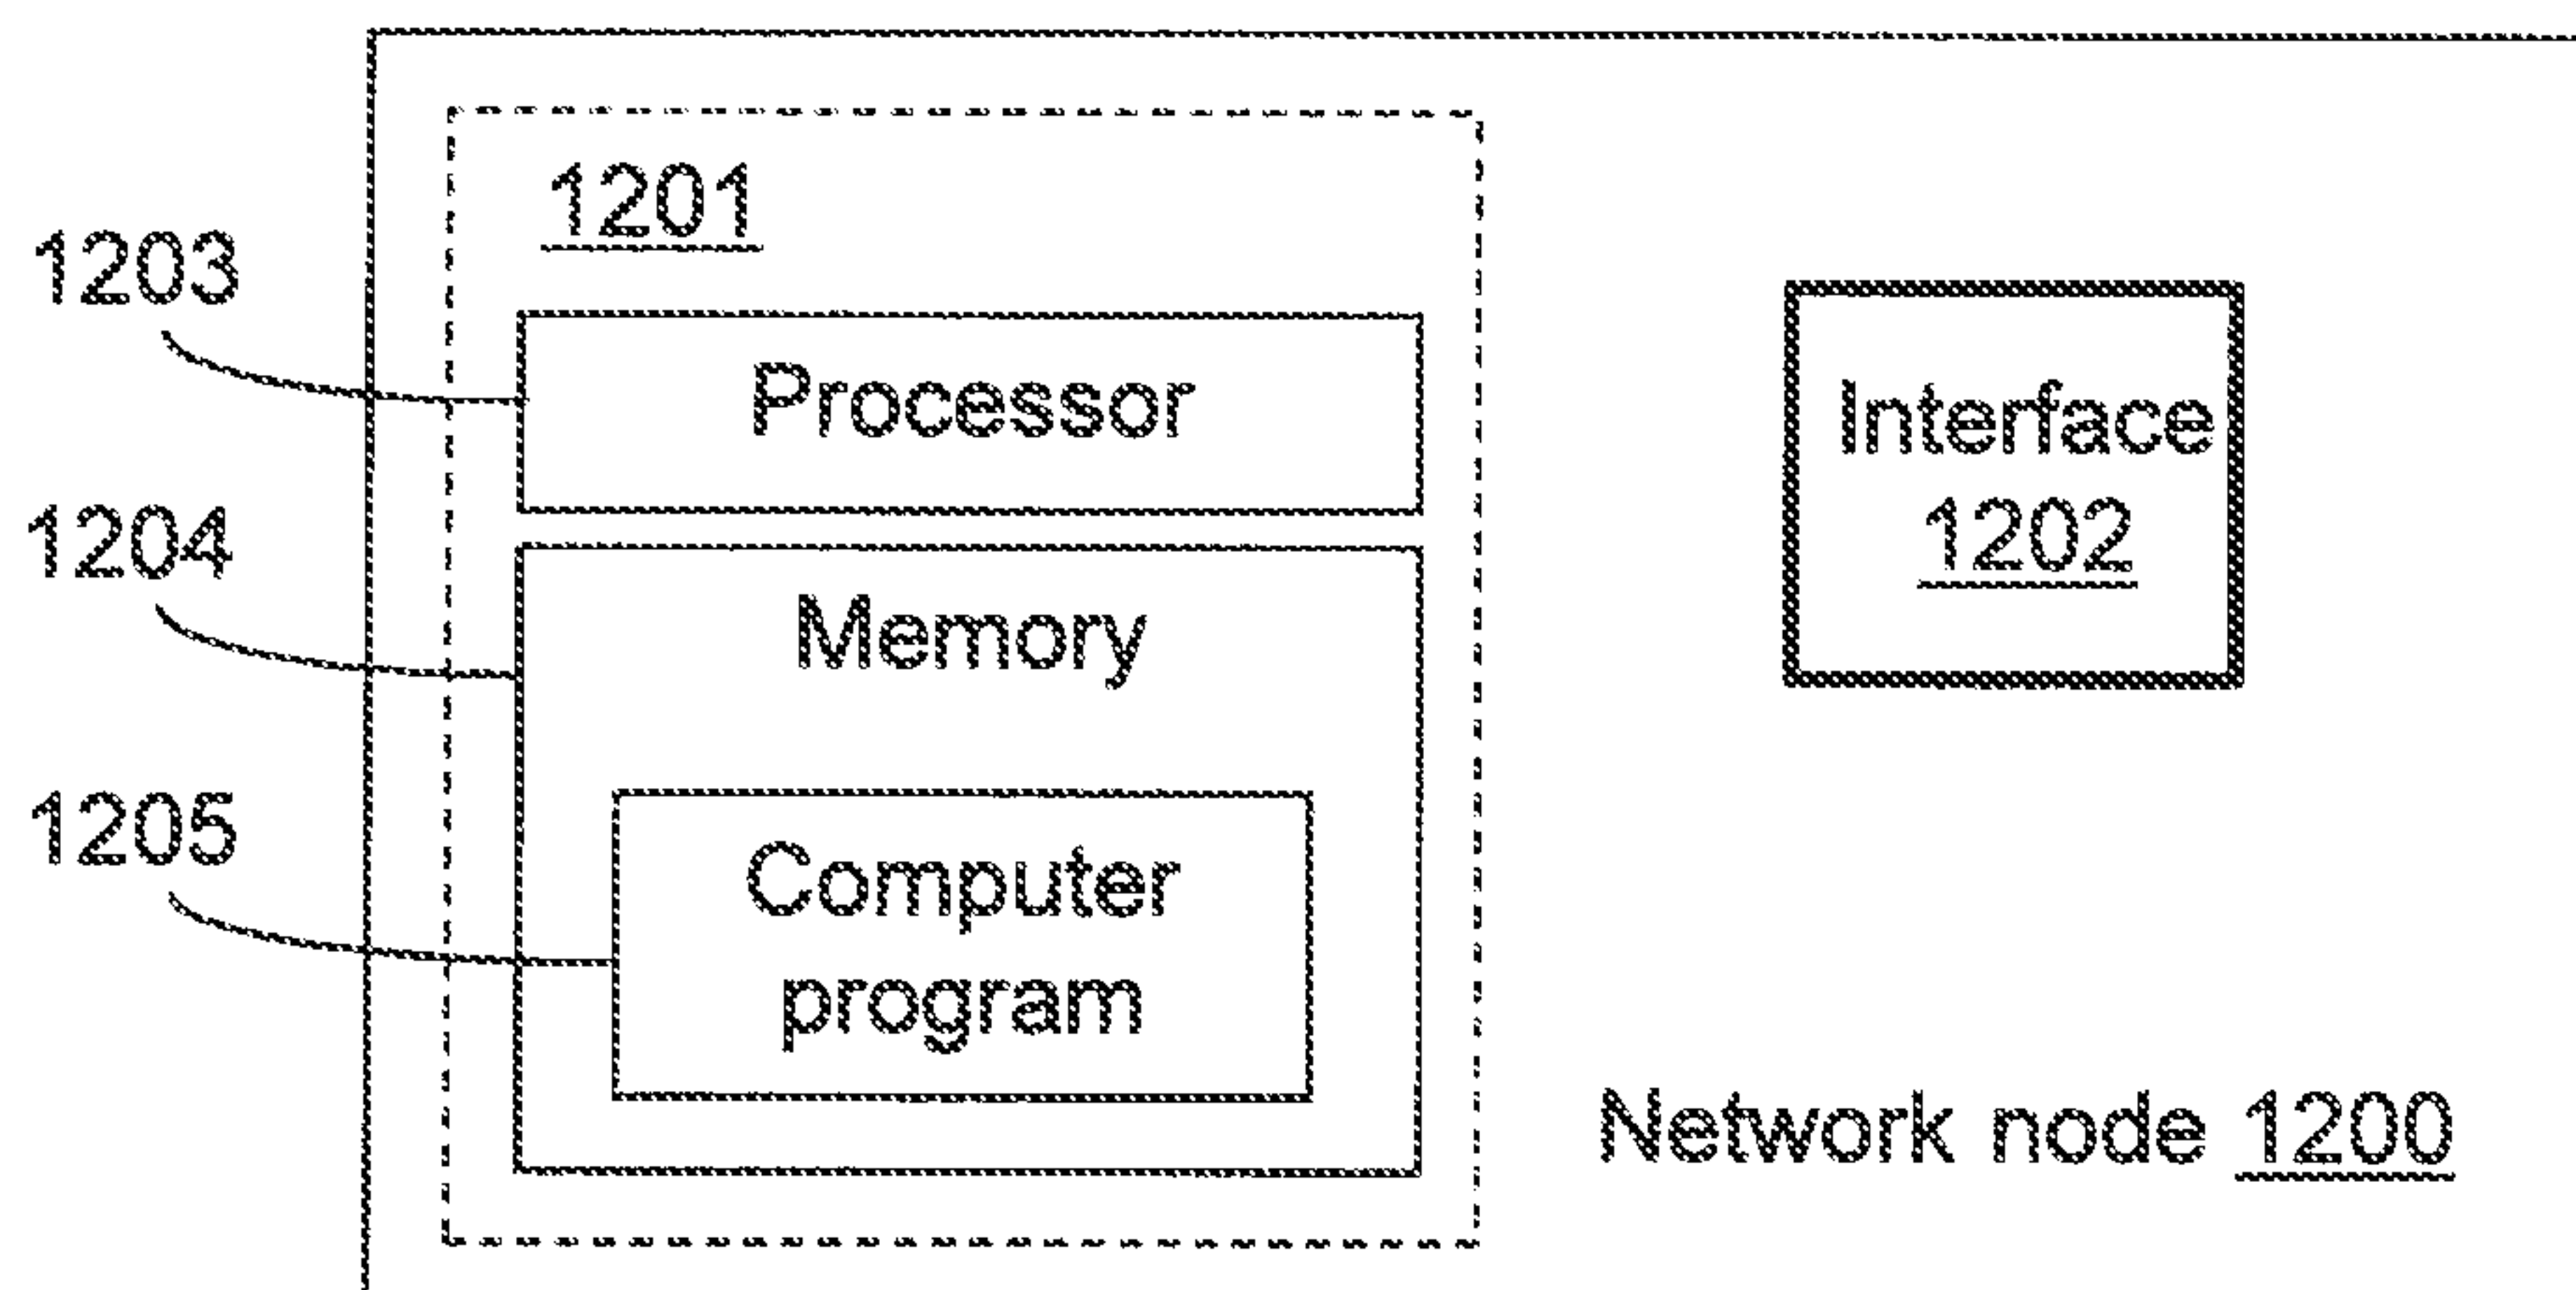 1201
1203
Processor
Interface
1202
1204
Memory
1205
Computer
program
Network node 1200